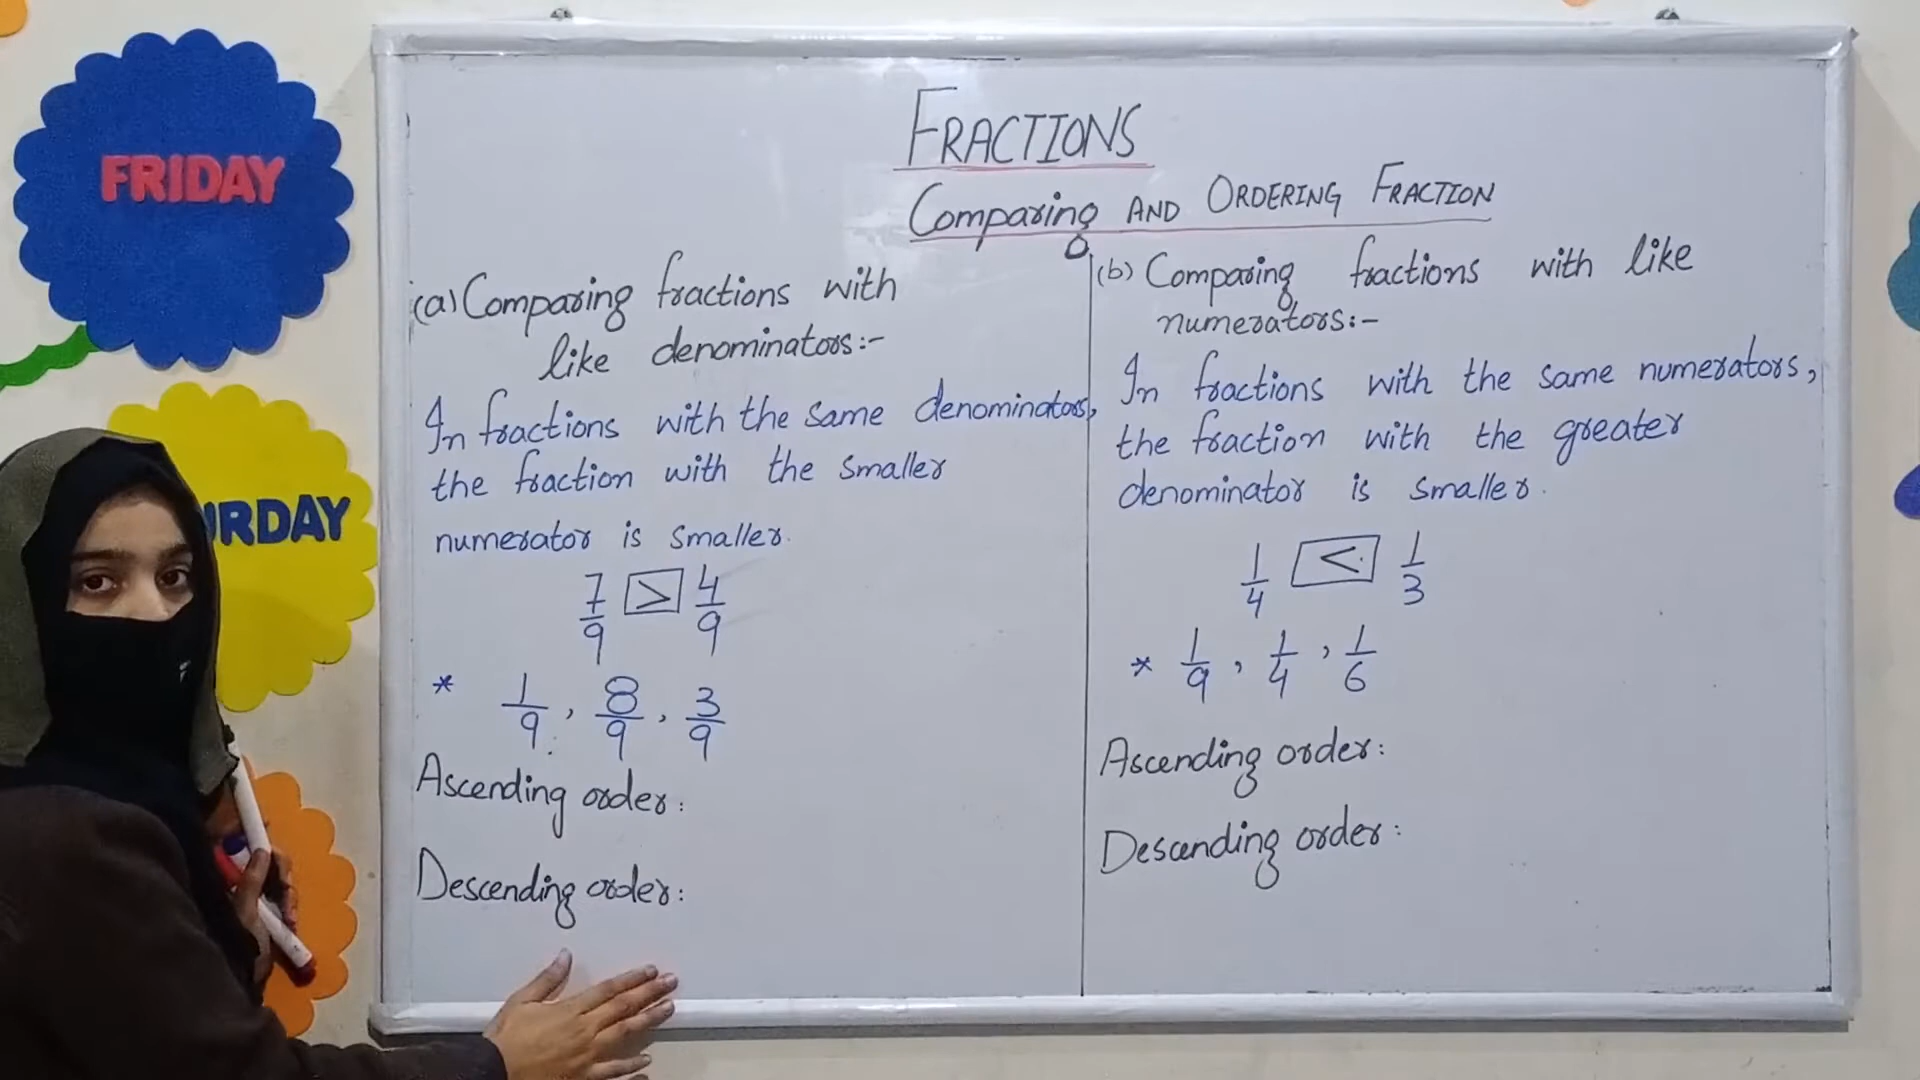 FRIDAY
URDAY
FRACTIONS
Comparing AND ORDERING FRACTION
(a) Comparing fractions with
like denominators:-
In fractions with the same denominators,
the fraction with the smaller
numerator is smaller.
7/9 > 4/9
* 1/9, 8/9, 3/9
Ascending order:
Descending order:
(b) Comparing fractions with like
numerators:-
In fractions with the same numerators,
the fraction with the greater
denominator is smaller.
1/4 < 1/3
* 1/9, 1/4, 1/6
Ascending order:
Descending order: